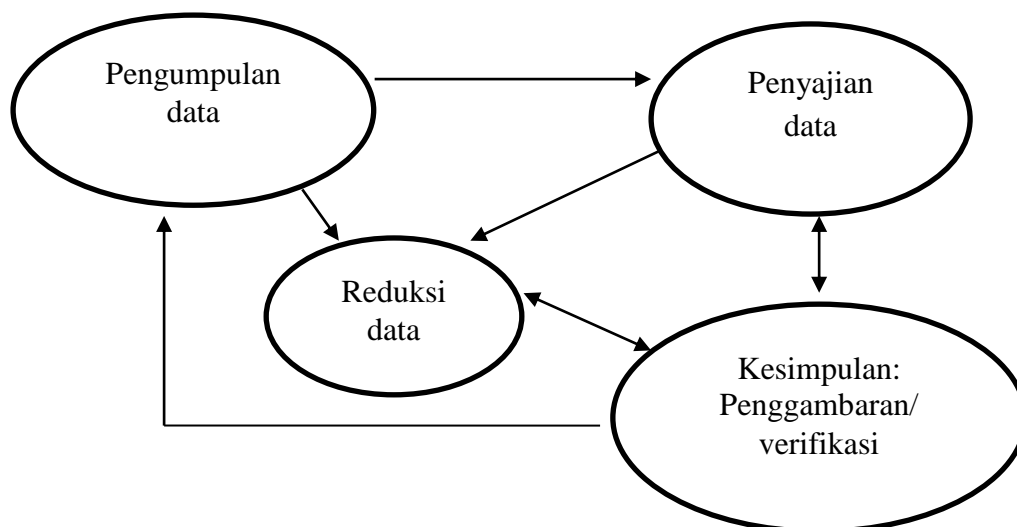 Pengumpulan
data
Penyajian
data
Reduksi
data
Kesimpulan:
Penggambaran/
verifikasi